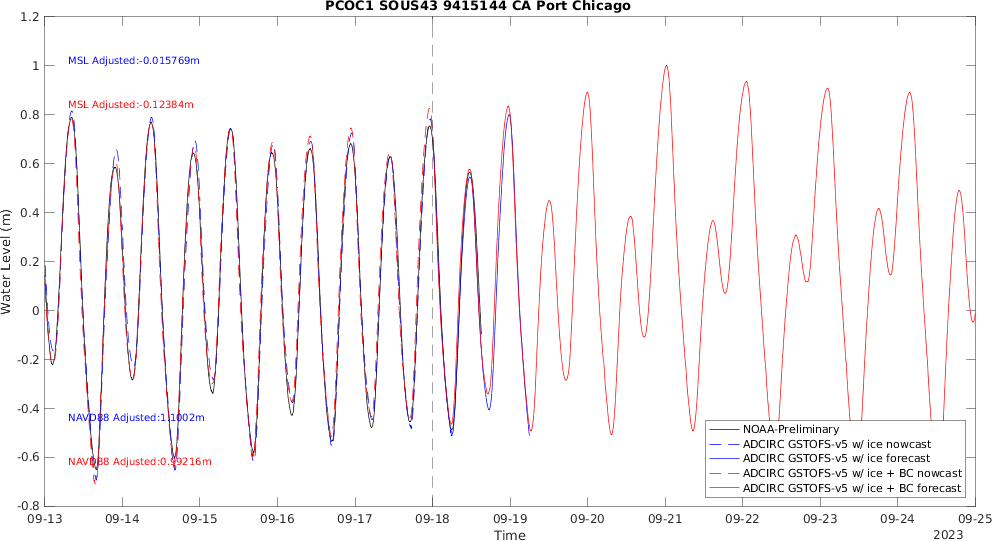 PCOC1 SOUS43 9415144 CA Port Chicago
1.2
1
0.8
0.6
0.4
0.2
0
-0.2
-0.4
-0.6
-0.8
Water Level (m)
MSL Adjusted:-0.015769m
MSL Adjusted:-0.12384m
NAVD88 Adjusted:1.1002m
NAVD88 Adjusted:0.99216m
NOAA-Preliminary
ADCIRC GSTOFS-v5 w/ ice nowcast
ADCIRC GSTOFS-v5 w/ ice forecast
ADCIRC GSTOFS-v5 w/ ice + BC nowcast
ADCIRC GSTOFS-v5 w/ ice + BC forecast
09-13 09-14 09-15 09-16 09-17 09-18 09-19 09-20 09-21 09-22 09-23 09-24 09-25
Time
2023